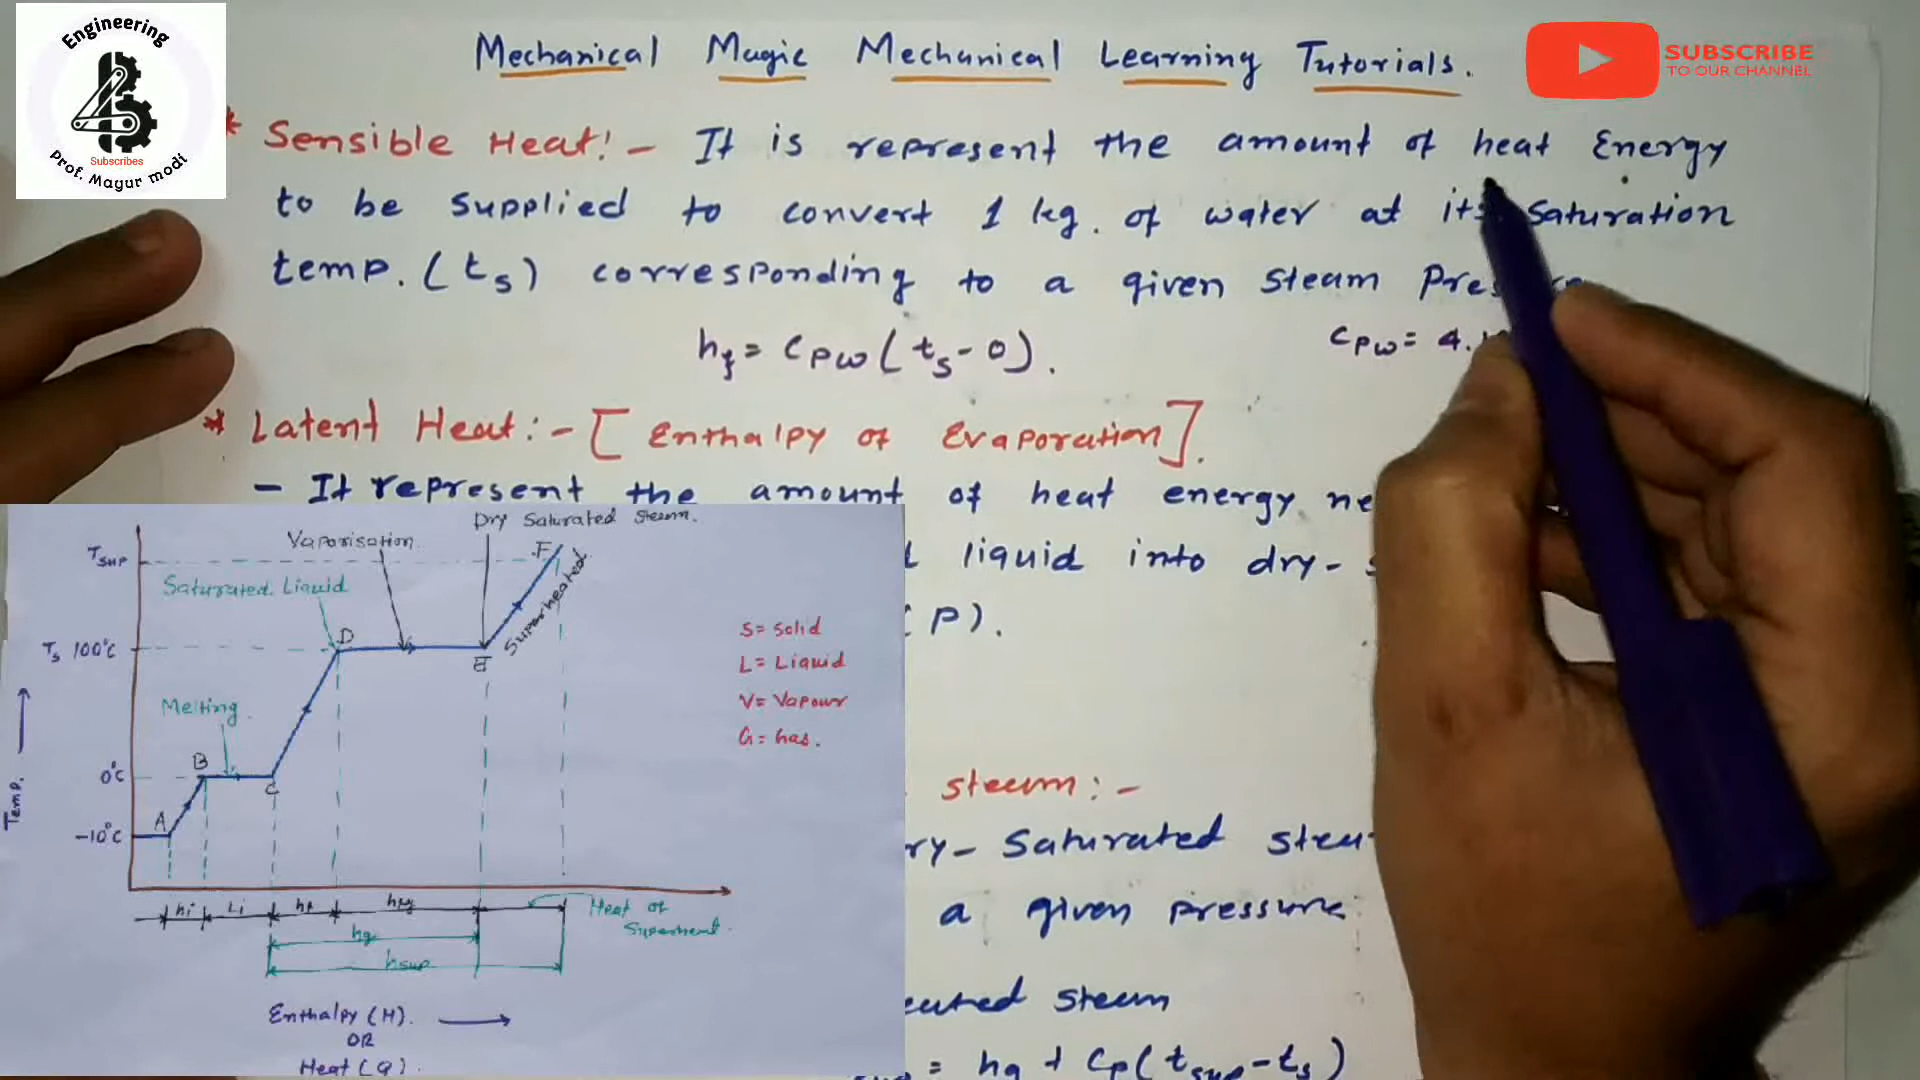 Engineering
Subscribes
Prof. Mayur modi
Mechanical Magic Mechanical Learning Tutorials.
SUBSCRIBE
TO OUR CHANNEL
* Sensible Heat:- It is represent the amount of heat Energy
to be supplied to convert 1 kg. of water at its saturation
temp. (ts) corresponding to a given steam
hf = Cpw (ts - 0).
Cpw = 4.
* Latent Heat:- [Enthalpy of Evaporation].
- It represent the amount of heat energy
liquid into dry-
P).
steam:-
Saturated
a given pressure
steam
= hg + Cp (tsup - ts)
Dry Saturated Steam.
Vaporisation.
Tsup
F
Saturated Liquid
Superheated
D
Ts 100°C
E
Melting.
B
0°C
C
A
-10°C
Temp.
S = Solid
L = Liquid
V = Vapour
G = Gas.
hi Li hf hfg
Heat of
Superheat.
hg
hsup
Enthalpy (H).
OR
Heat (Q).